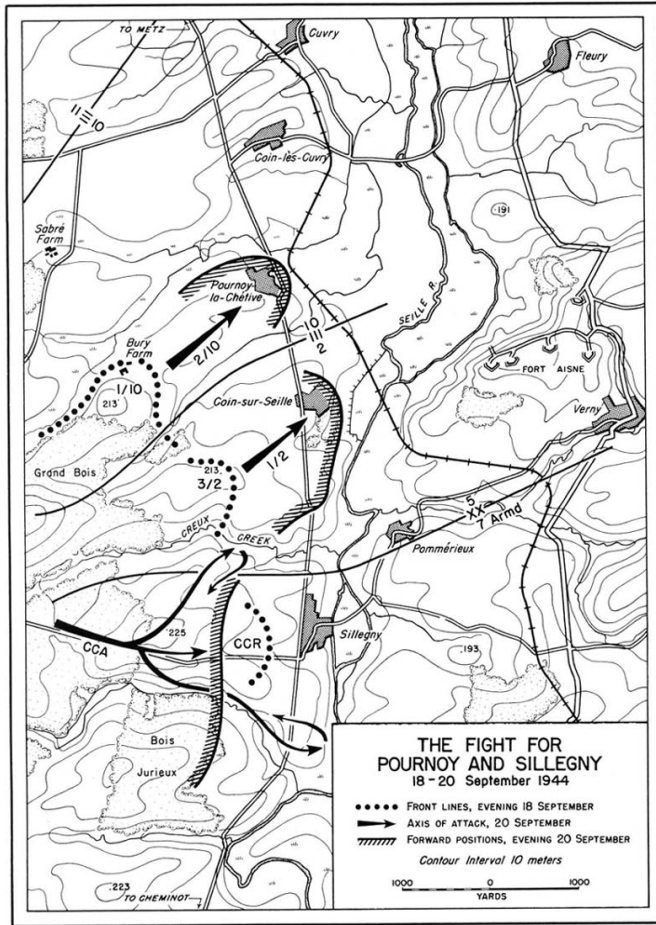 TO METZ
Cuvry
Fleury
11
10
Coin-lès-Cuvry
Sabré
Farm
.191
Pournoy
la-Chétive
SEILLE R.
Bury
Farm
2/10
10
2
FORT AISNE
1/10
213
Coin-sur-Seille
Verny
Grand Bois
213
3/2
1/2
5
XX
7 Armd
CREUX CREEK
Pommérieux
.225
CCA
CCR
Sillegny
.193
Bois
Jurieux
.223
TO CHEMINOT
THE FIGHT FOR
POURNOY AND SILLEGNY
18-20 September 1944
FRONT LINES, EVENING 18 SEPTEMBER
AXIS OF ATTACK, 20 SEPTEMBER
FORWARD POSITIONS, EVENING 20 SEPTEMBER
Contour Interval 10 meters
1000 0 1000
YARDS